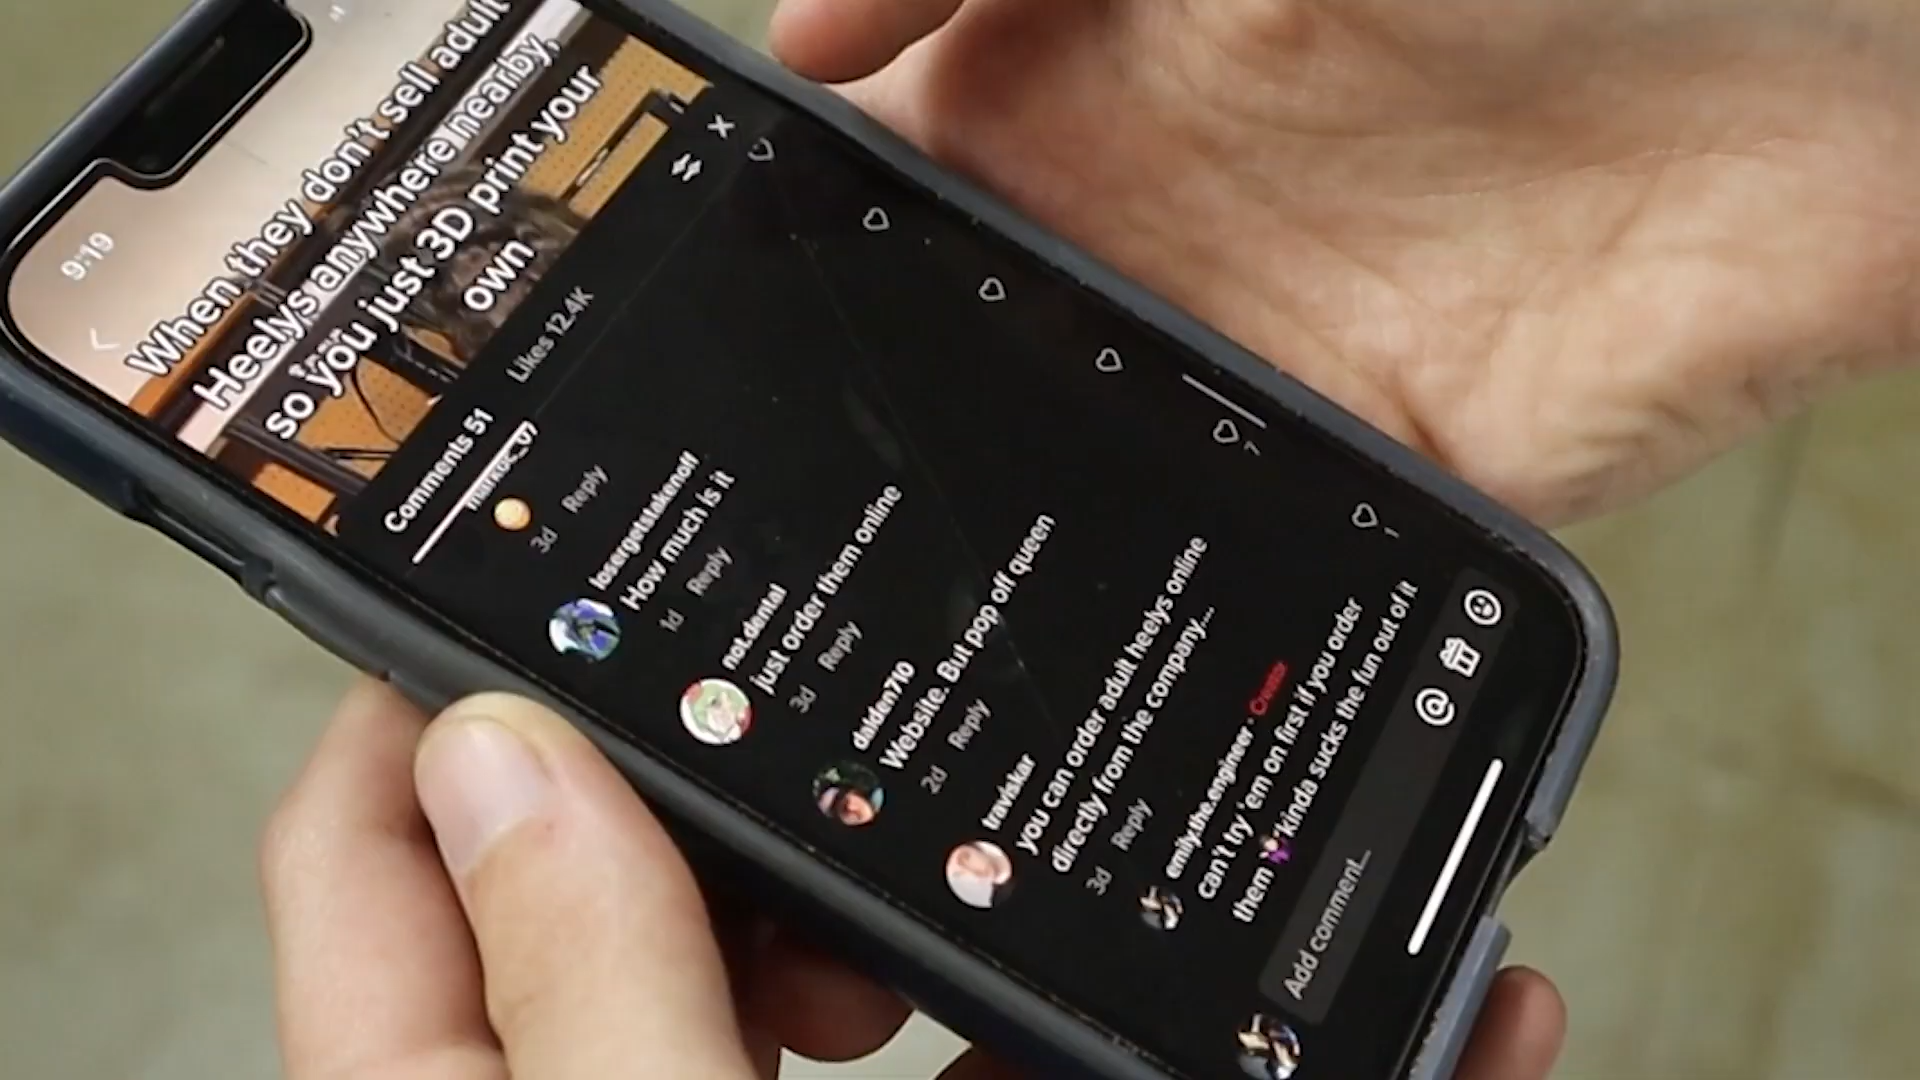 9:19
When they don't sell adult
Heelys anywhere nearby,
so you just 3D print your
own
Comments 51
Likes 12.4K
3d Reply
losergetstakenoff
How much is it
1d Reply
not.dental
just order them online
3d Reply
dalden710
Website. But pop off queen
2d Reply
traviskar
you can order adult heelys online
directly from the company....
3d Reply
7
emily.the.engineer · Creator
can't try 'em on first if you order
them 'kinda sucks the fun out of it
1
Add comment...
@